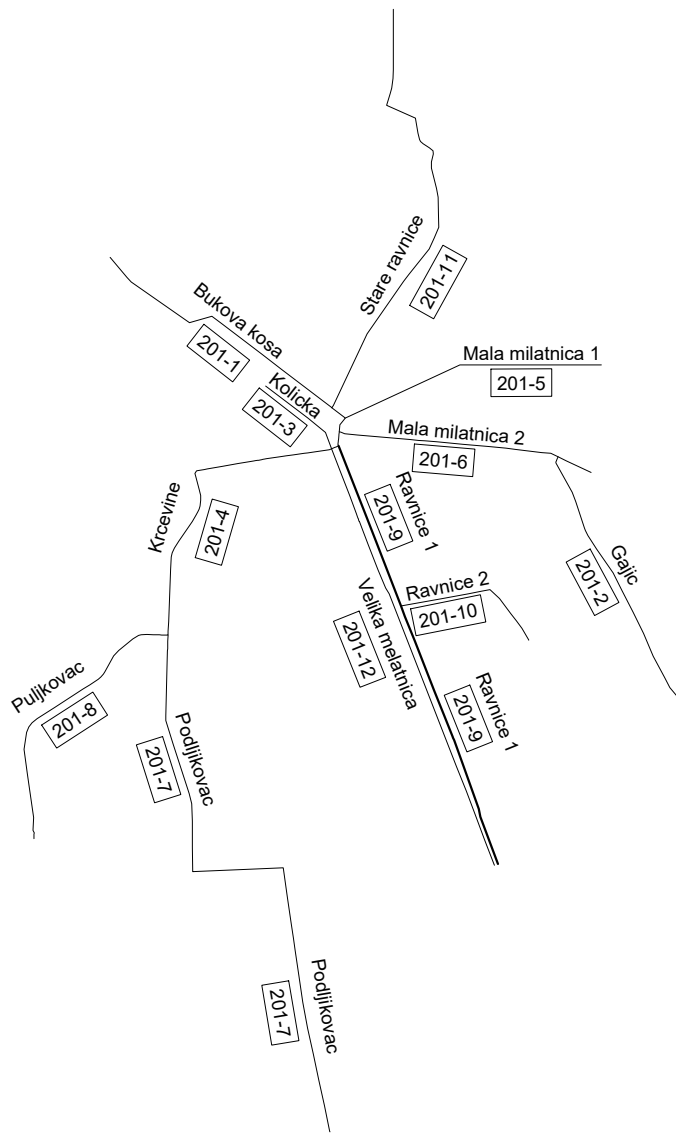 Stare ravnice
201-11
Bukova kosa
201-1
Mala milatnica 1
201-5
Kolicka
201-3
Mala milatnica 2
201-6
Krcevine
201-4
Ravnice 1
201-9
Gajic
201-2
Ravnice 2
201-10
Velika melatnica
201-12
Puljkovac
201-8
Podljikovac
201-7
Ravnice 1
201-9
Podljikovac
201-7